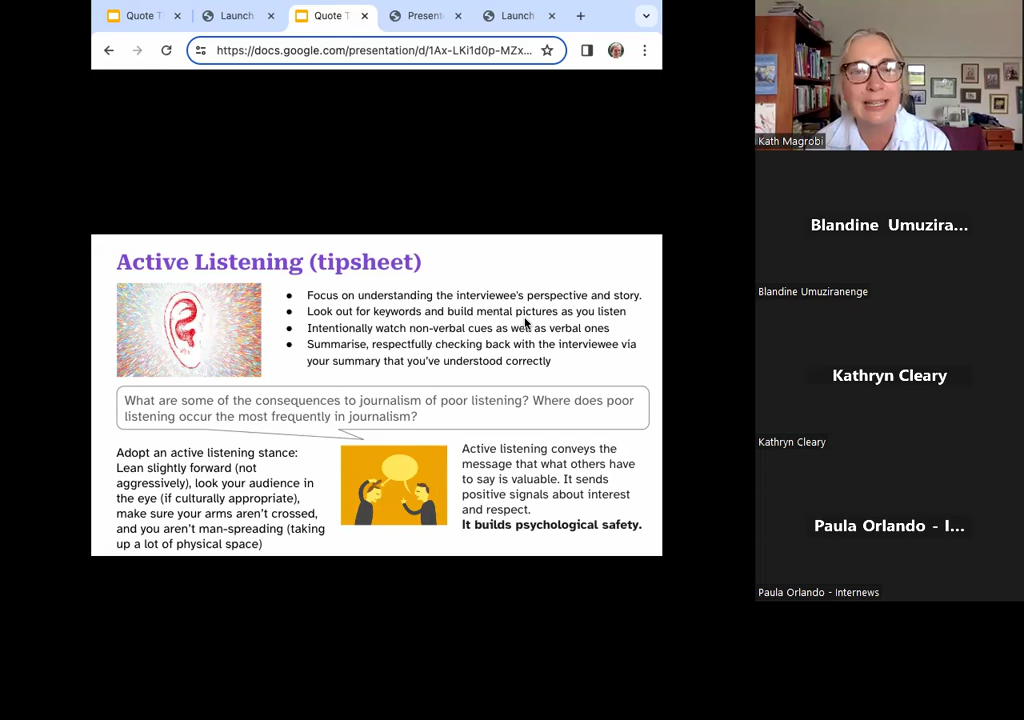 Quote T
Launch
Quote T
Present
Launch
https://docs.google.com/presentation/d/1Ax-LKi1d0p-MZx...
Active Listening (tipsheet)
● Focus on understanding the interviewee's perspective and story.
● Look out for keywords and build mental pictures as you listen
● Intentionally watch non-verbal cues as well as verbal ones
● Summarise, respectfully checking back with the interviewee via
your summary that you've understood correctly
What are some of the consequences to journalism of poor listening? Where does poor
listening occur the most frequently in journalism?
Adopt an active listening stance:
Lean slightly forward (not
aggressively), look your audience in
the eye (if culturally appropriate),
make sure your arms aren't crossed,
and you aren't man-spreading (taking
up a lot of physical space)
Active listening conveys the
message that what others have
to say is valuable. It sends
positive signals about interest
and respect.
It builds psychological safety.
Kath Magrobi
Blandine Umuzira...
Blandine Umuziranenge
Kathryn Cleary
Kathryn Cleary
Paula Orlando - I...
Paula Orlando - Internews